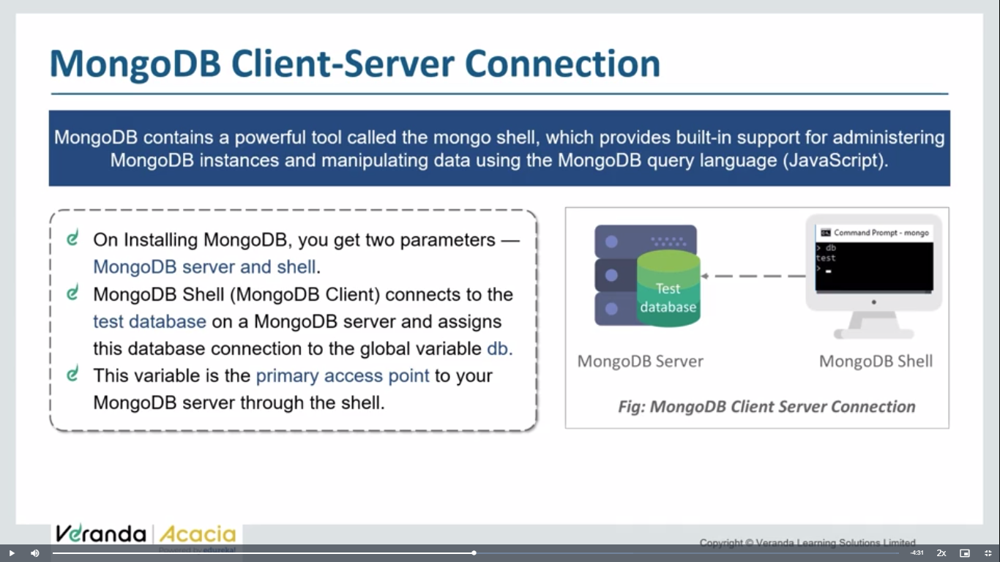 MongoDB Client-Server Connection
MongoDB contains a powerful tool called the mongo shell, which provides built-in support for administering
MongoDB instances and manipulating data using the MongoDB query language (JavaScript).
On Installing MongoDB, you get two parameters —
MongoDB server and shell.
MongoDB Shell (MongoDB Client) connects to the
test database on a MongoDB server and assigns
this database connection to the global variable db.
This variable is the primary access point to your
MongoDB server through the shell.
Test
database
Command Prompt - mongo
> db
test
>
MongoDB Server
MongoDB Shell
Fig: MongoDB Client Server Connection
Veranda | Acacia
Powered by edureka!
Copyright © Veranda Learning Solutions Limited
-4:31
2x